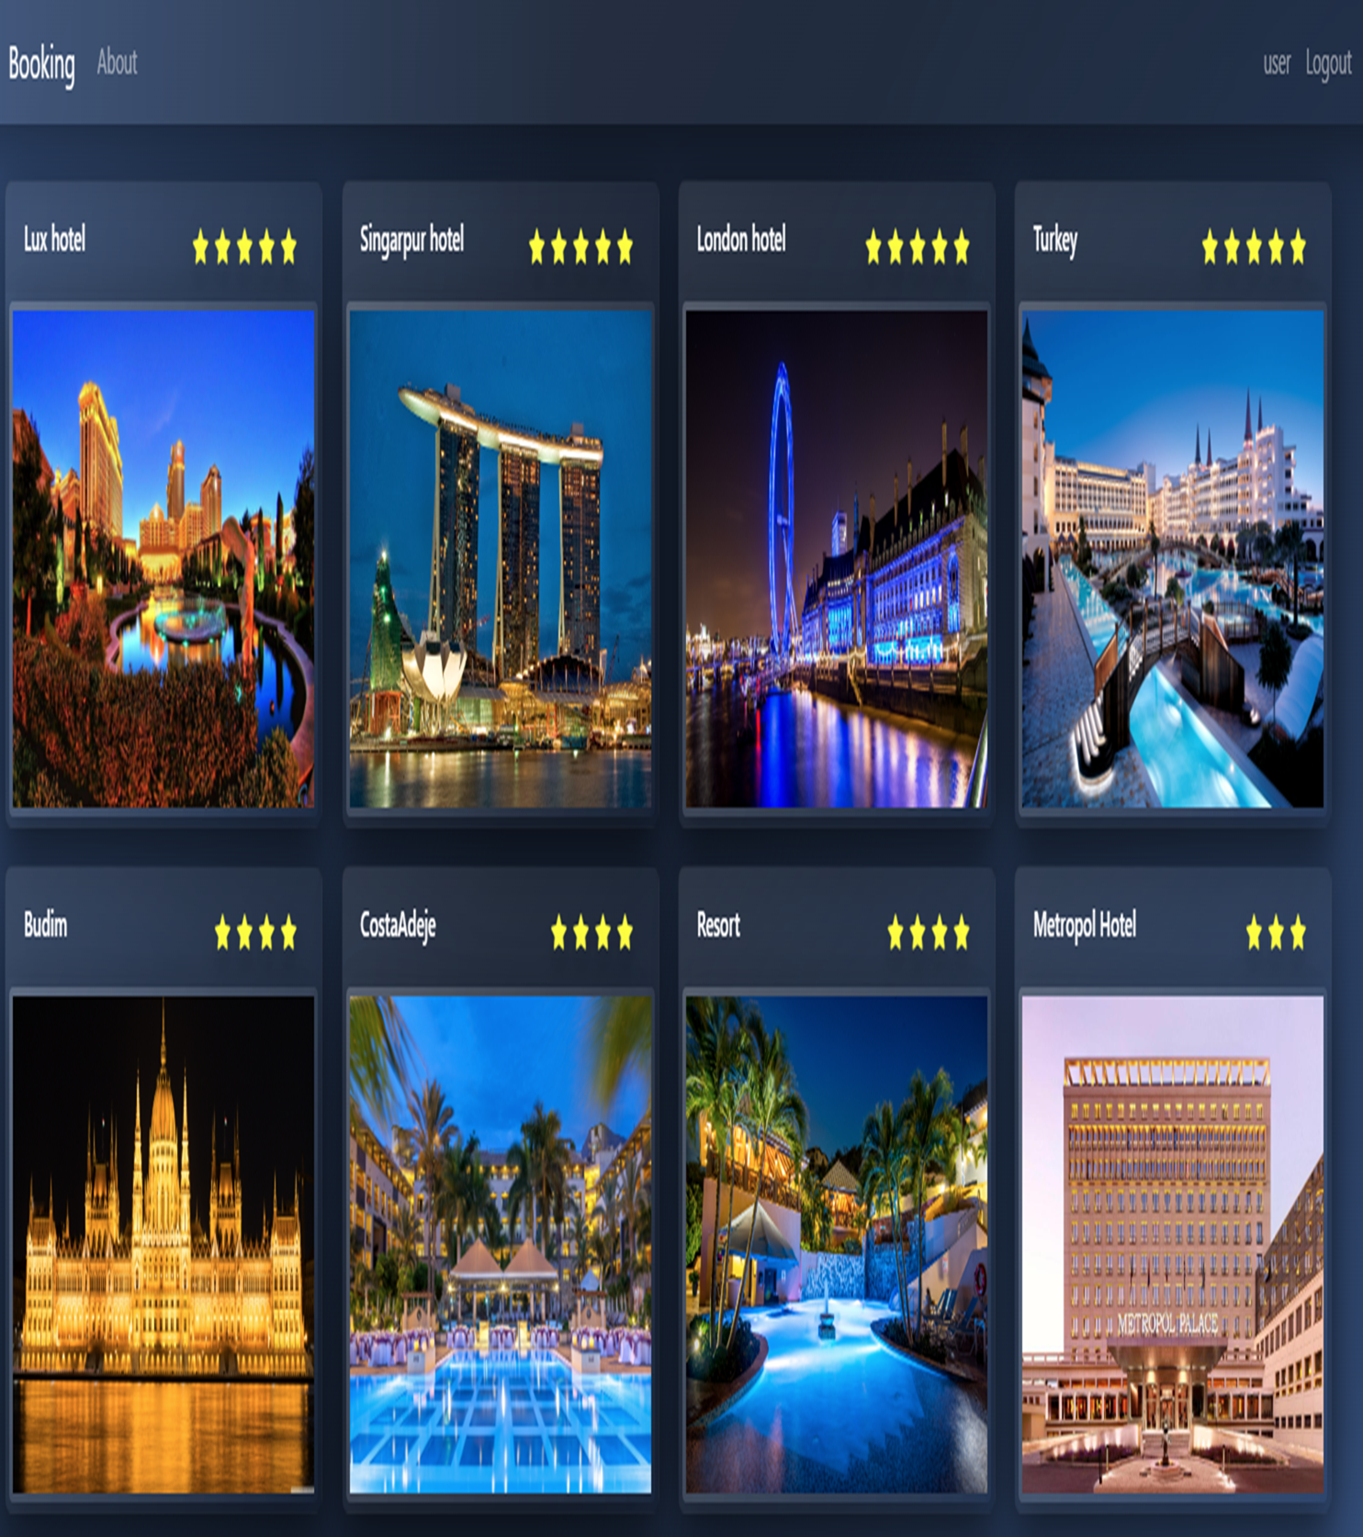 Booking About user Logout
Lux hotel
Singarpur hotel
London hotel
Turkey
Budim
CostaAdeje
Resort
Metropol Hotel
METROPOL PALACE